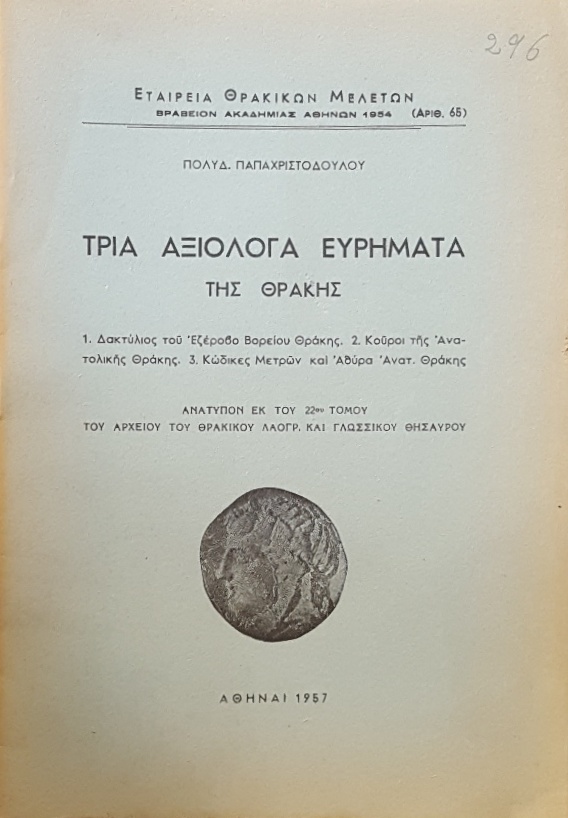 296
ΕΤΑΙΡΕΙΑ ΘΡΑΚΙΚΩΝ ΜΕΛΕΤΩΝ
ΒΡΑΒΕΙΟΝ ΑΚΑΔΗΜΙΑΣ ΑΘΗΝΩΝ 1954 (ΑΡΙΘ. 65)
ΠΟΛΥΔ. ΠΑΠΑΧΡΙΣΤΟΔΟΥΛΟΥ
ΤΡΙΑ ΑΞΙΟΛΟΓΑ ΕΥΡΗΜΑΤΑ
ΤΗΣ ΘΡΑΚΗΣ
1. Δακτύλιος τοῦ Ἐζέροβο Βορείου Θράκης. 2. Κοῦροι τῆς Ἀνα-
τολικῆς Θράκης. 3. Κώδικες Μετρῶν καὶ Ἀθύρα Ἀνατ. Θράκης
ΑΝΑΤΥΠΟΝ ΕΚ ΤΟΥ 22ου ΤΟΜΟΥ
ΤΟΥ ΑΡΧΕΙΟΥ ΤΟΥ ΘΡΑΚΙΚΟΥ ΛΑΟΓΡ. ΚΑΙ ΓΛΩΣΣΙΚΟΥ ΘΗΣΑΥΡΟΥ
ΑΘΗΝΑΙ 1957